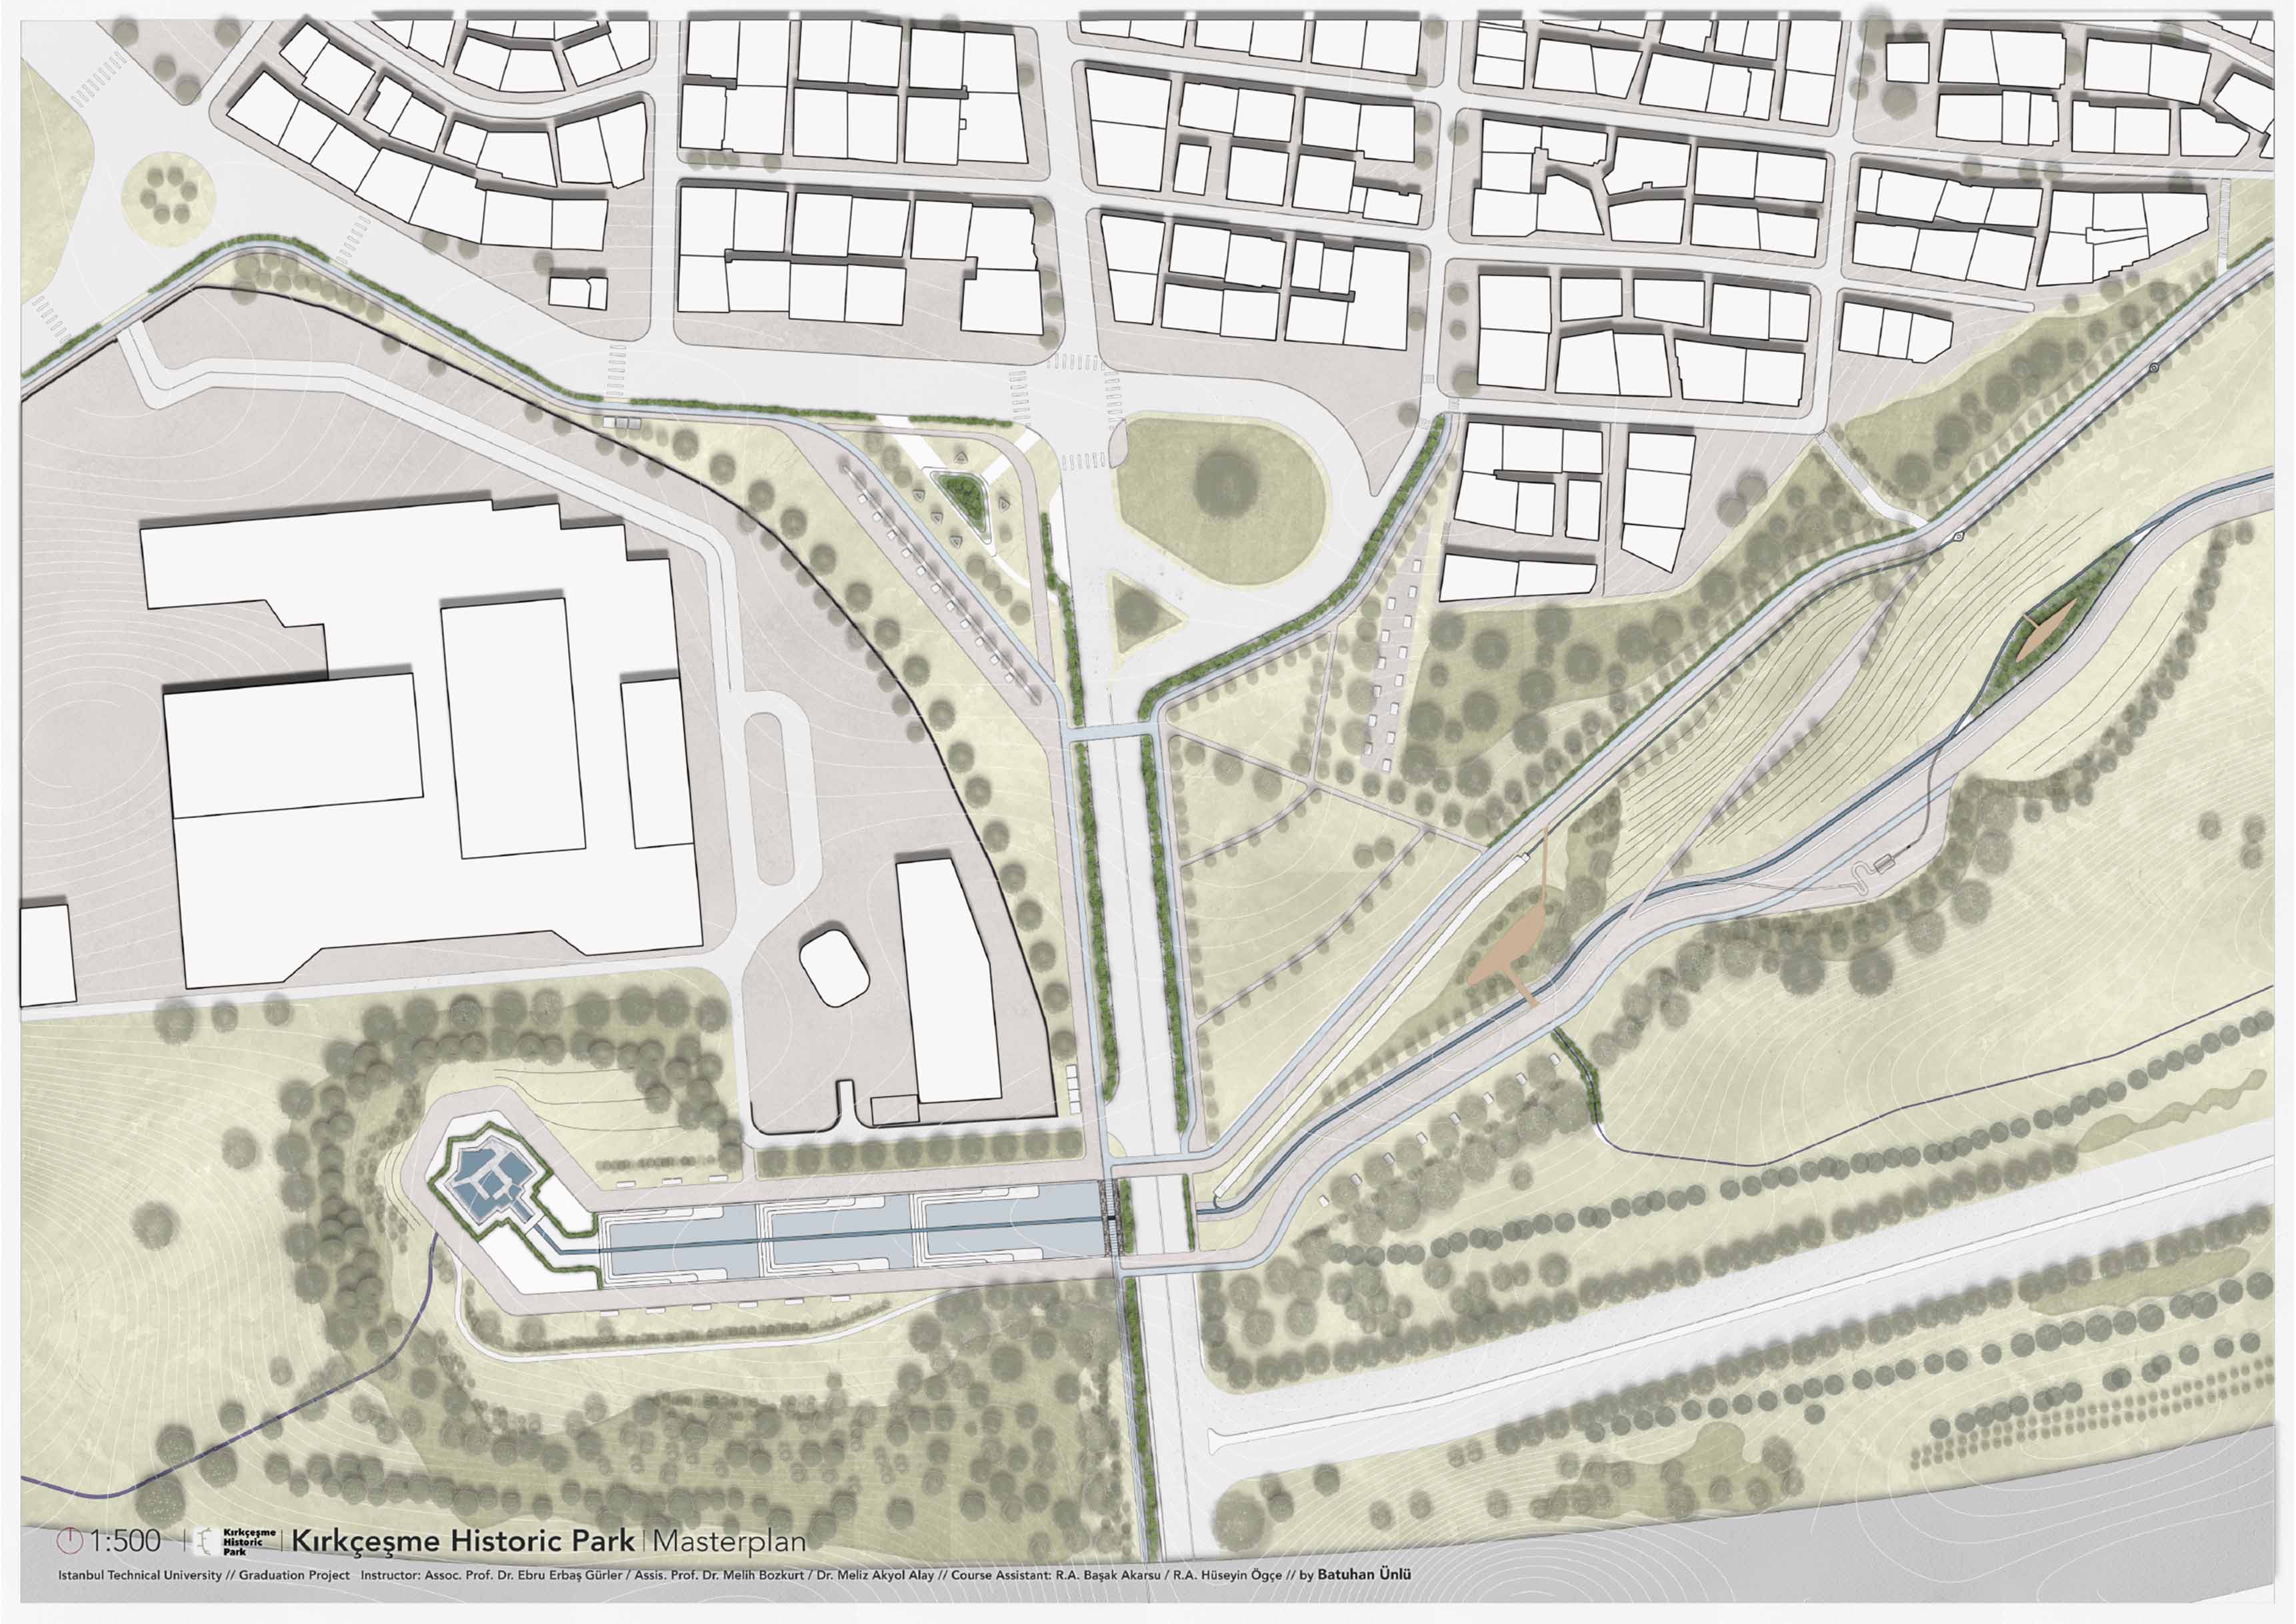 1:500
Kırkçeşme
Historic
Park
Kırkçeşme Historic Park | Masterplan
Istanbul Technical University // Graduation Project Instructor: Assoc. Prof. Dr. Ebru Erbaş Gürler / Assis. Prof. Dr. Melih Bozkurt / Dr. Meliz Akyol Alay // Course Assistant: R.A. Başak Akarsu / R.A. Hüseyin Ögçe // by Batuhan Ünlü